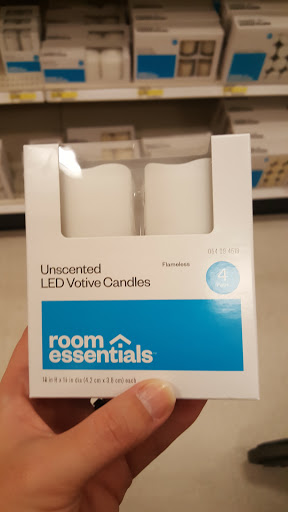 Flameless
4
Unscented
LED Votive Candles
room
essentials